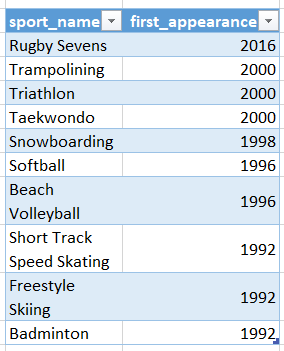 sport_name first_appearance
Rugby Sevens 2016
Trampolining 2000
Triathlon 2000
Taekwondo 2000
Snowboarding 1998
Softball 1996
Beach
Volleyball 1996
Short Track
Speed Skating 1992
Freestyle
Skiing 1992
Badminton 1992